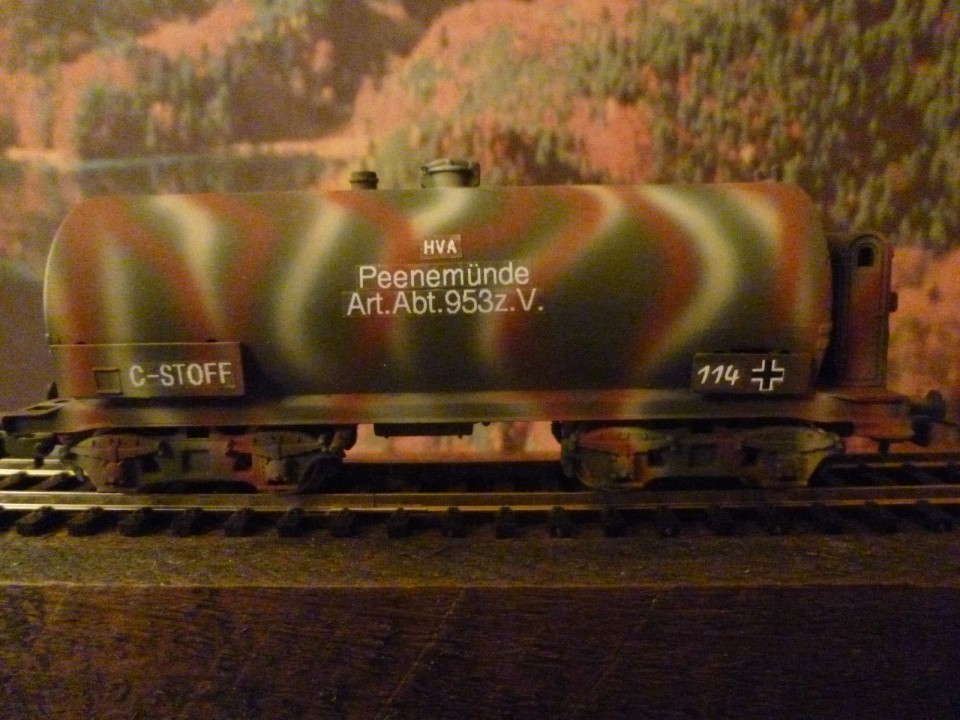 HVA
Peenemünde
Art.Abt.953z.V.
C-STOFF
114